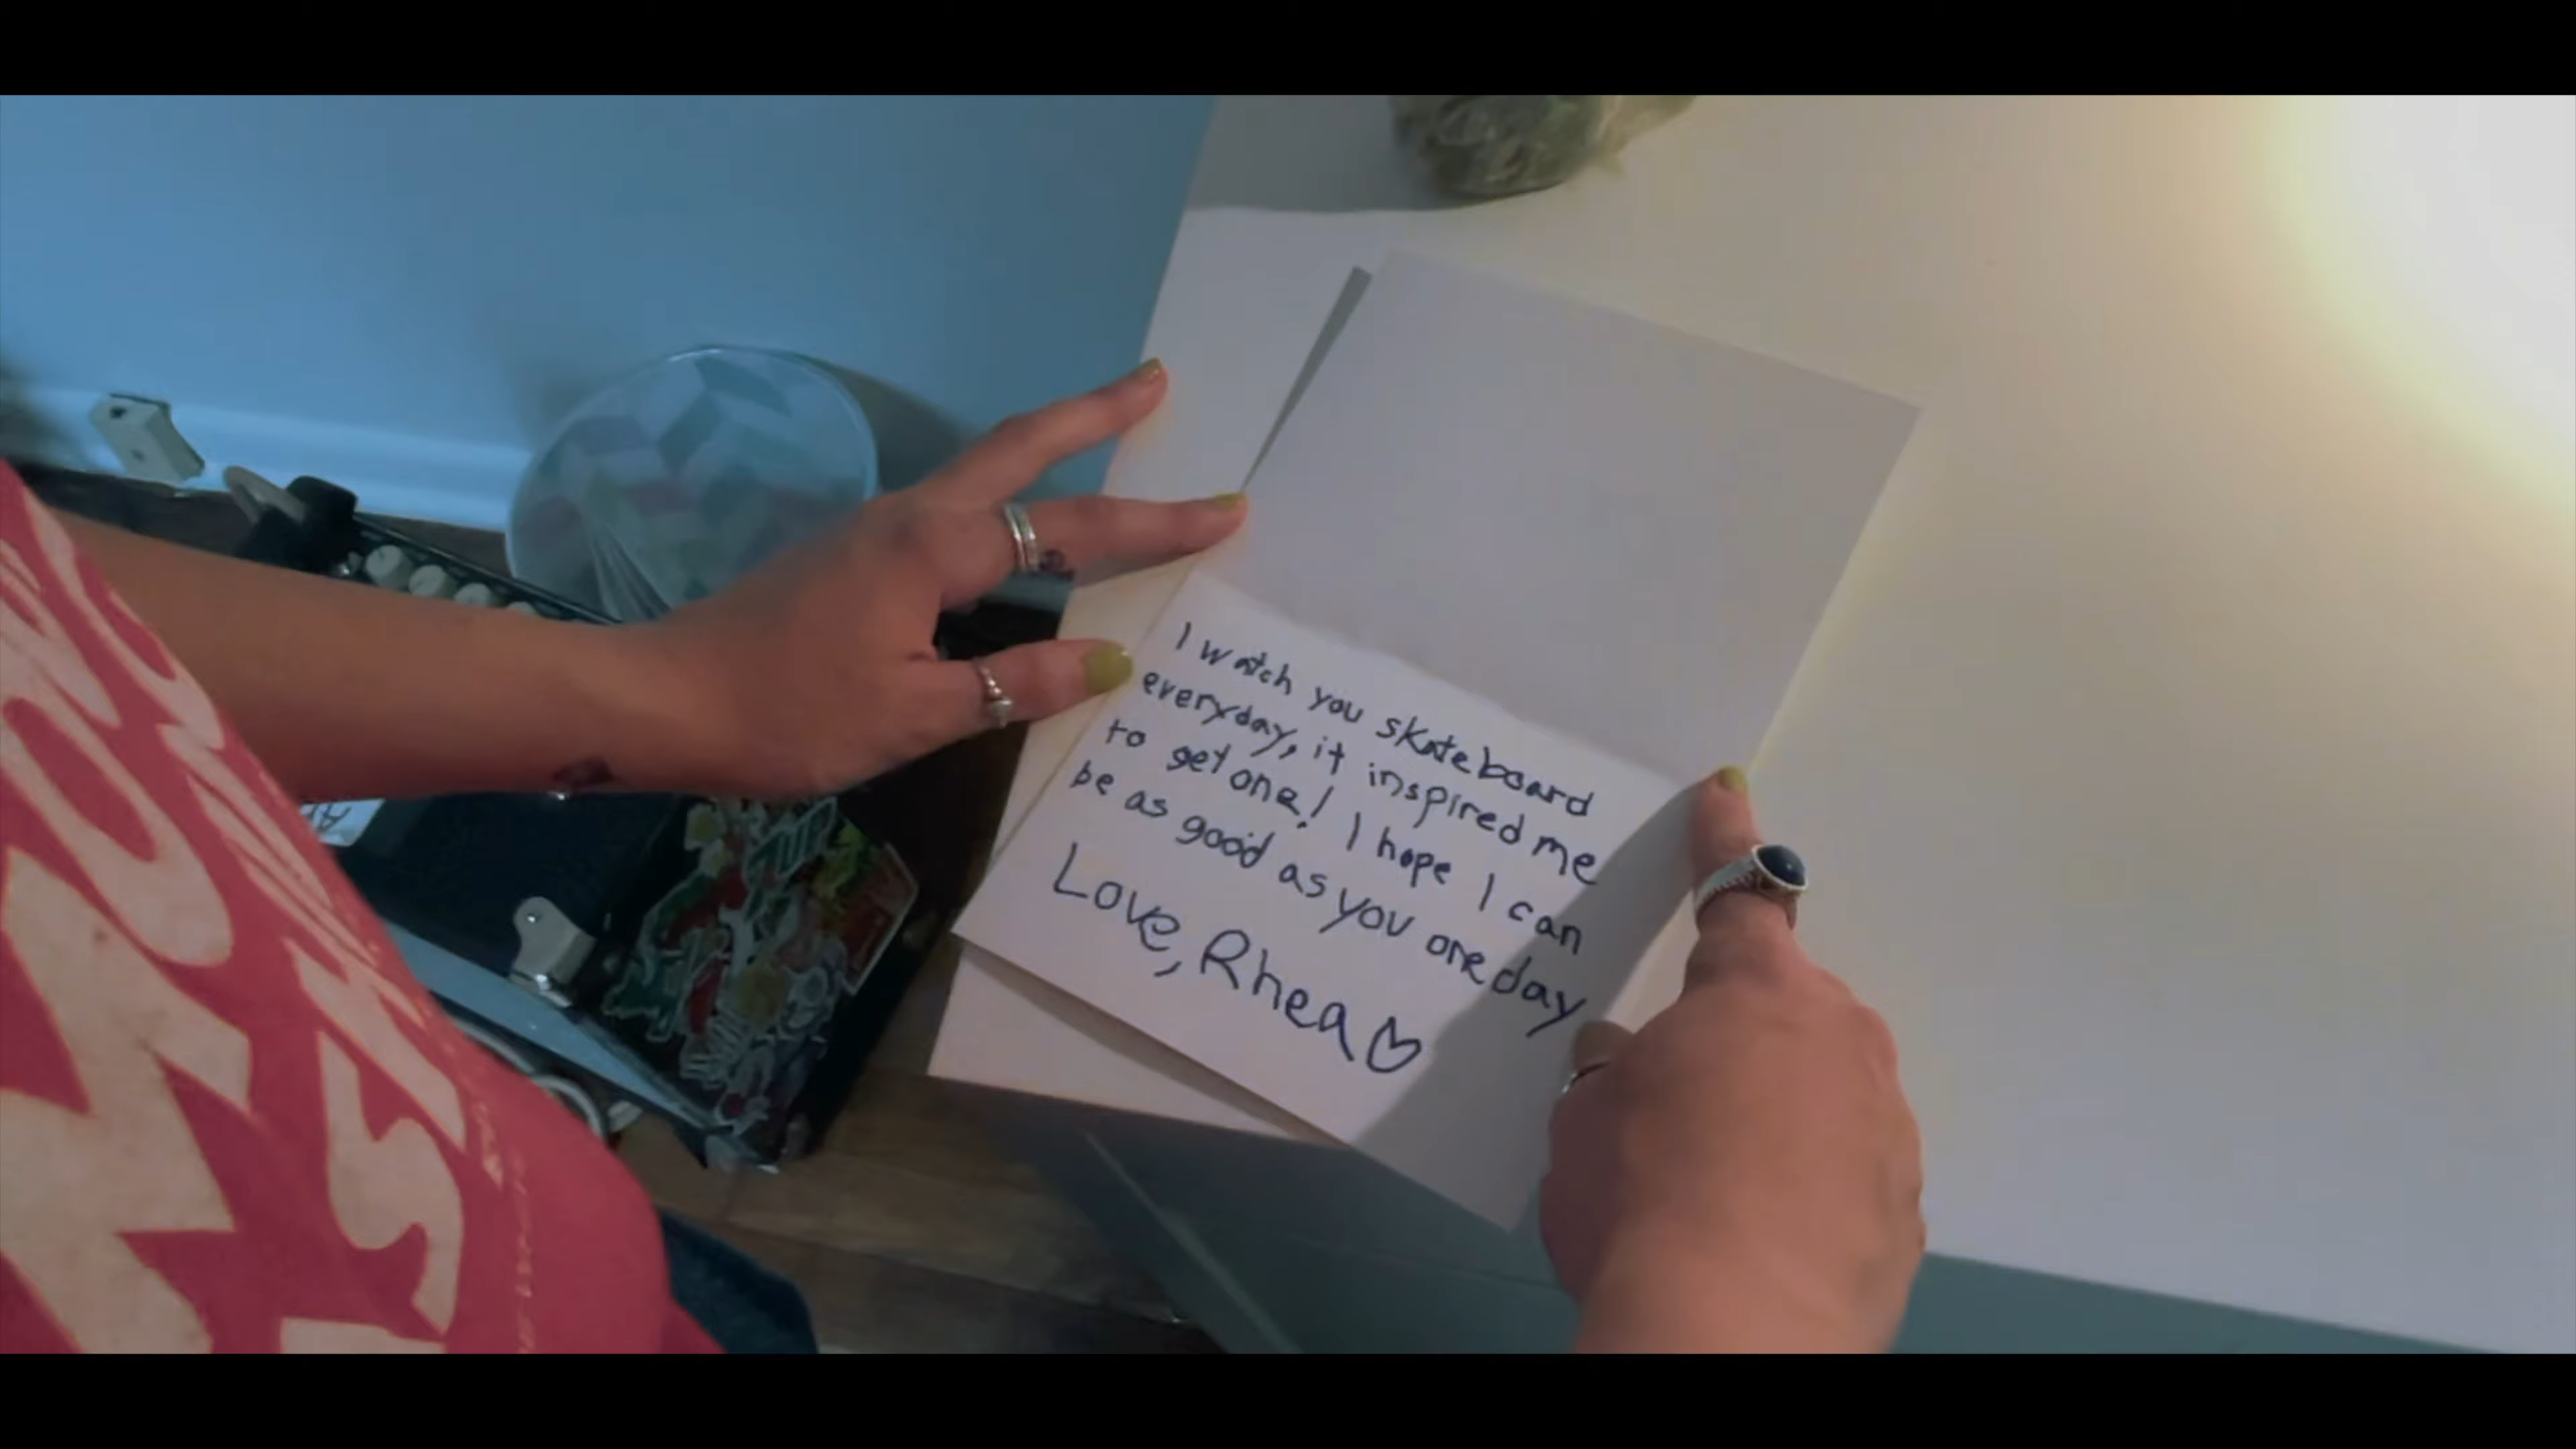 I watch you skateboard
everyday, it inspired me
to get one! I hope I can
be as good as you one day
Love, Rhea ♡